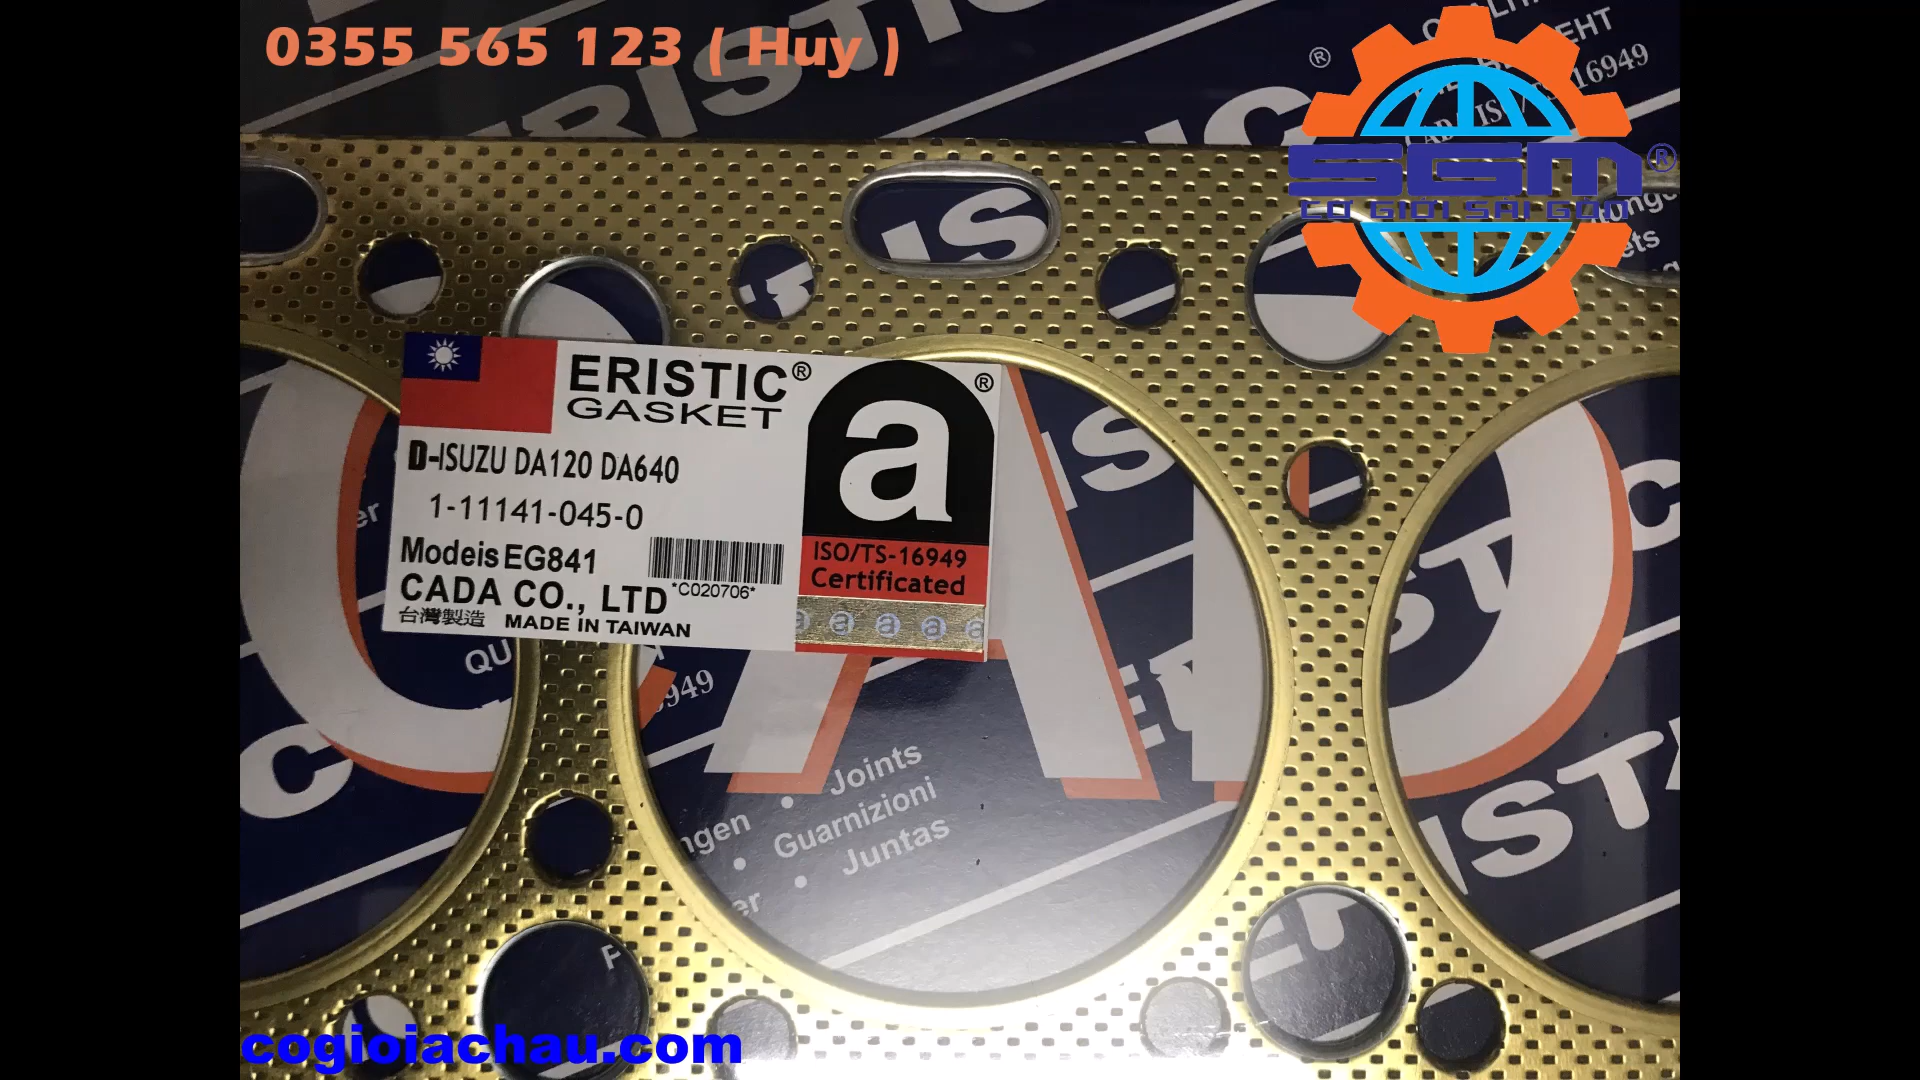 0355 565 123 ( Huy )
SGM®
CƠ GIỚI SÀI GÒN
16949
ERISTIC®
GASKET
D-ISUZU DA120 DA640
1-11141-045-0
Modeis EG841
*C020706*
CADA CO., LTD
台灣製造 MADE IN TAIWAN
a®
ISO/TS-16949
Certificated
a a a a a
949
• Joints
• Guarnizioni
• Juntas
cogioiachau.com